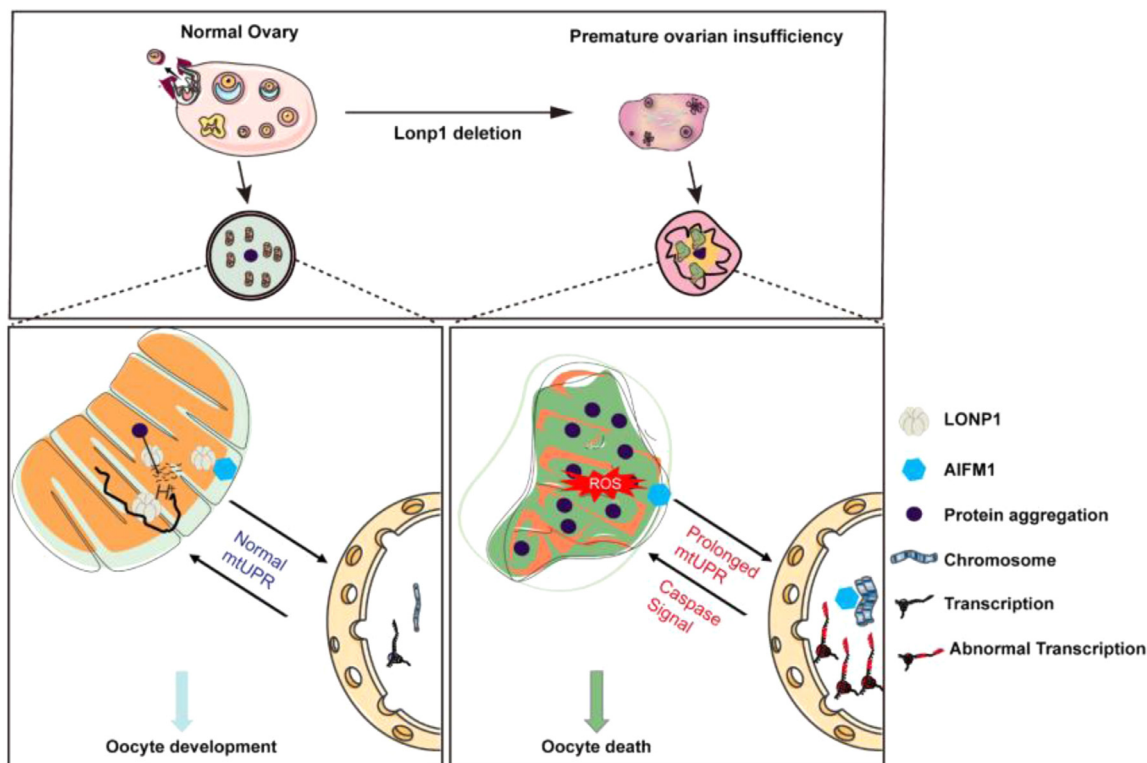 Normal Ovary
Premature ovarian insufficiency
Lonp1 deletion
H+
Normal
mtUPR
Oocyte development
ROS
Prolonged
mtUPR
Caspase
Signal
Oocyte death
LONP1
AIFM1
Protein aggregation
Chromosome
Transcription
Abnormal Transcription